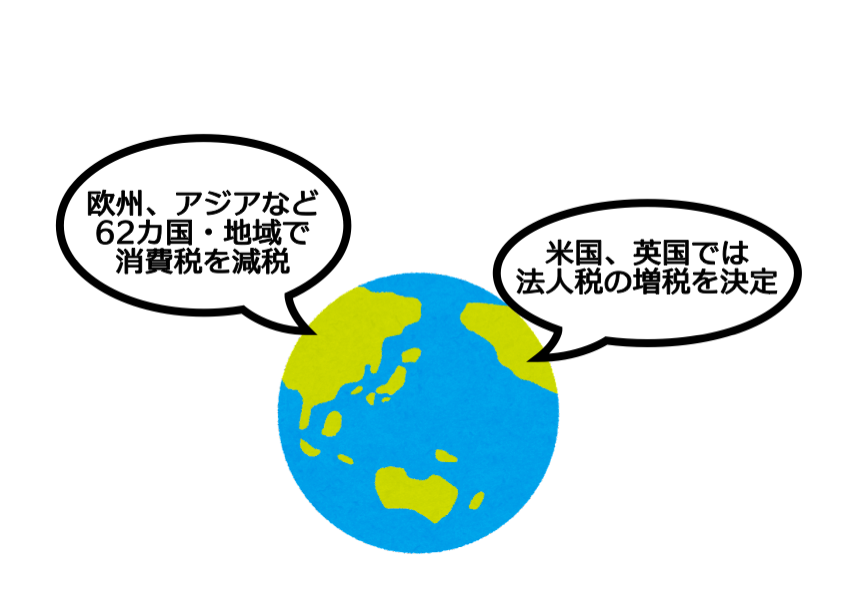 欧州、アジアなど
62カ国・地域で
消費税を減税
米国、英国では
法人税の増税を決定